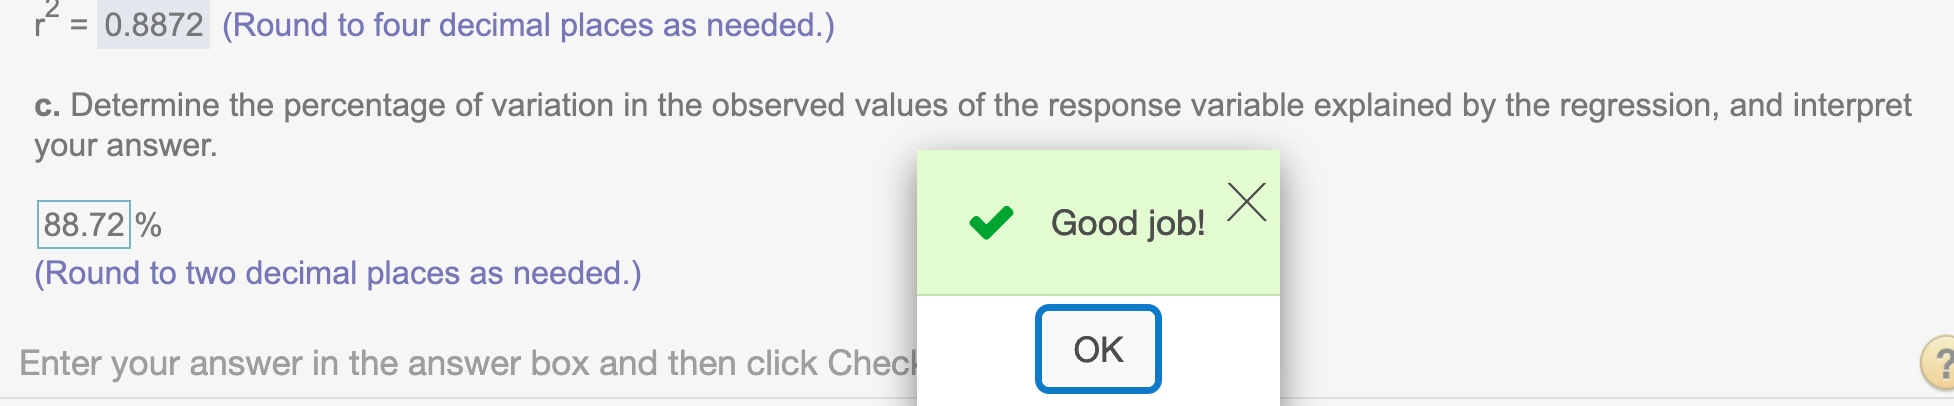 r² = 0.8872 (Round to four decimal places as needed.)
c. Determine the percentage of variation in the observed values of the response variable explained by the regression, and interpret
your answer.
88.72 %
(Round to two decimal places as needed.)
Good job!
OK
Enter your answer in the answer box and then click Check
?